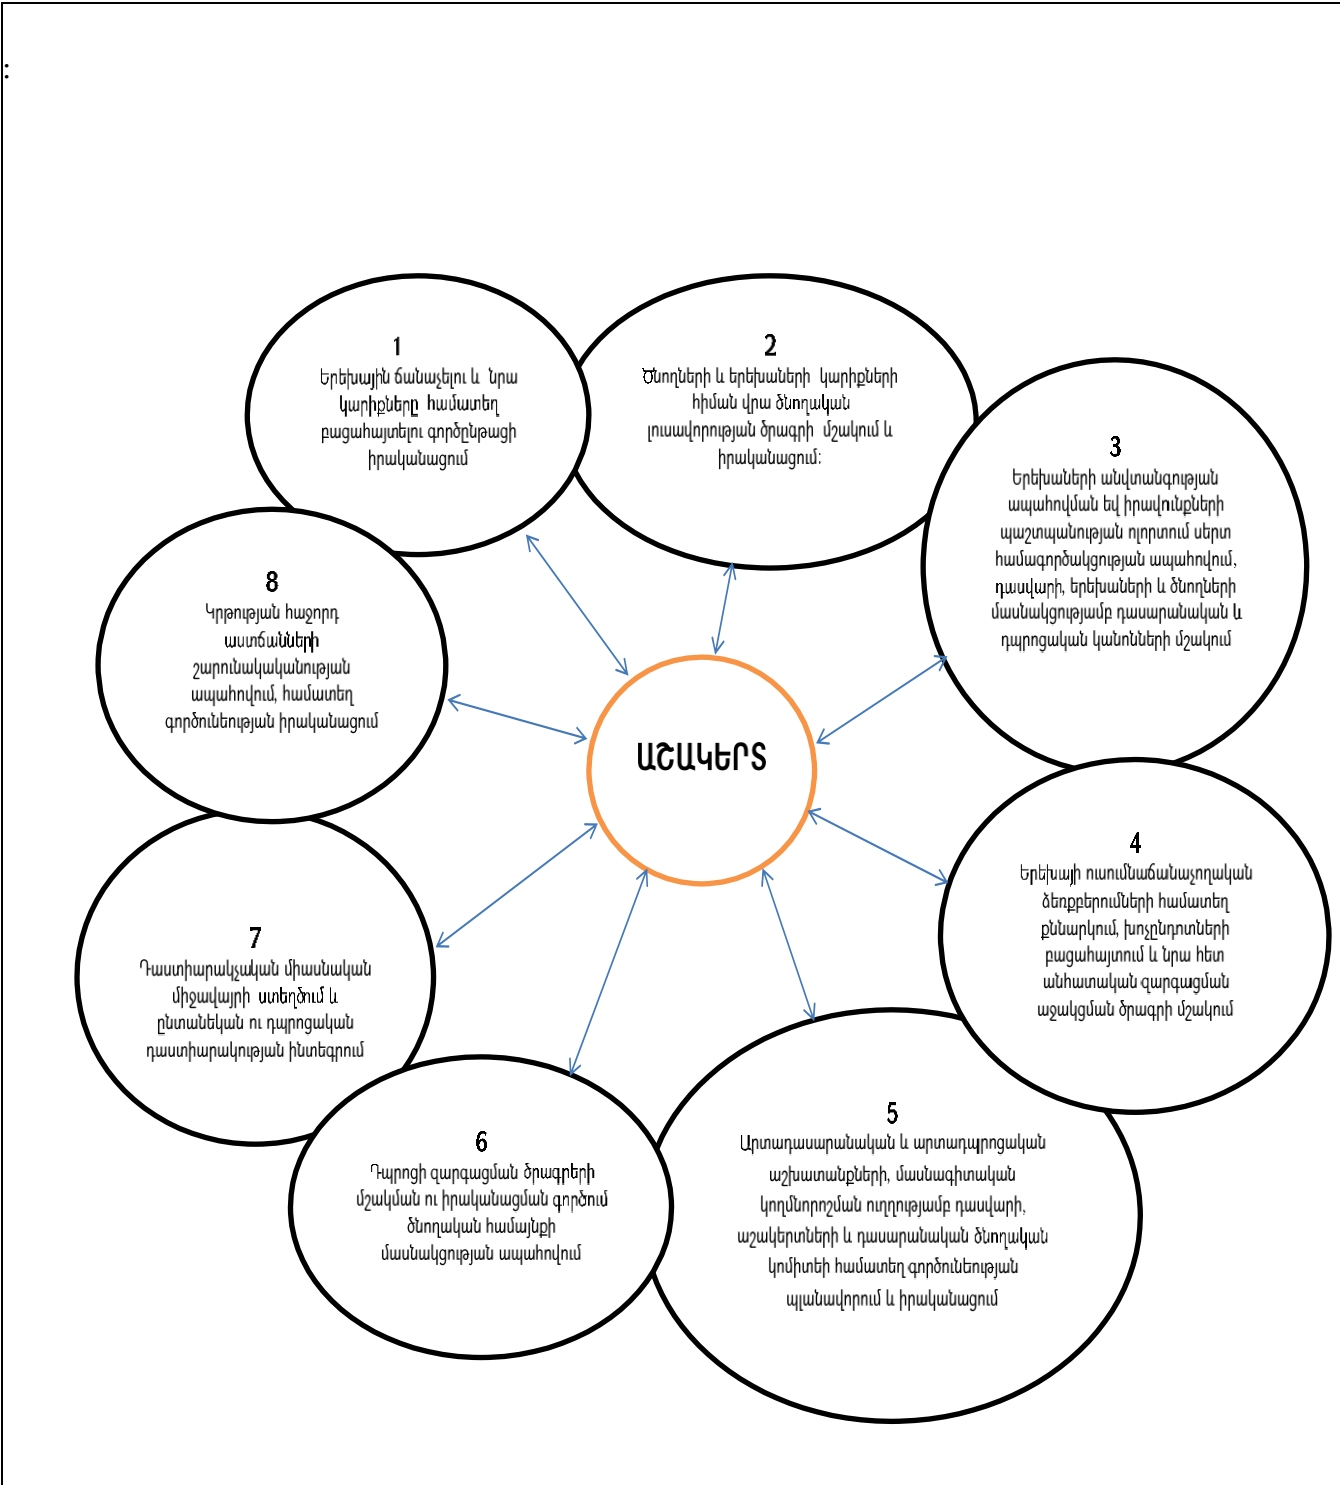 :
1
Երեխային ճանաչելու և նրա
կարիքները համատեղ
բացահայտելու գործընթացի
իրականացում
2
Ծնողների և երեխաների կարիքների
հիման վրա ծնողական
լուսավորության ծրագրի մշակում և
իրականացում:
3
Երեխաների անվտանգության
ապահովման եվ իրավունքների
պաշտպանության ոլորտում սերտ
համագործակցության ապահովում,
դասվարի, երեխաների և ծնողների
մասնակցությամբ դասարանական և
դպրոցական կանոնների մշակում
4
Երեխայի ուսումնաճանաչողական
ձեռքբերումների համատեղ
քննարկում, խոչընդոտների
բացահայտում և նրա հետ
անհատական զարգացման
աջակցման ծրագրի մշակում
5
Արտադասարանական և արտադպրոցական
աշխատանքների, մասնագիտական
կողմնորոշման ուղղությամբ դասվարի,
աշակերտների և դասարանական ծնողական
կոմիտեի համատեղ գործունեության
պլանավորում և իրականացում
6
Դպրոցի զարգացման ծրագրերի
մշակման ու իրականացման գործում
ծնողական համայնքի
մասնակցության ապահովում
7
Դաստիարակչական միասնական
միջավայրի ստեղծում և
ընտանեկան ու դպրոցական
դաստիարակության ինտեգրում
8
Կրթության հաջորդ
աստճանների
շարունակականության
ապահովում, համատեղ
գործունեության իրականացում
ԱՇԱԿԵՐՏ